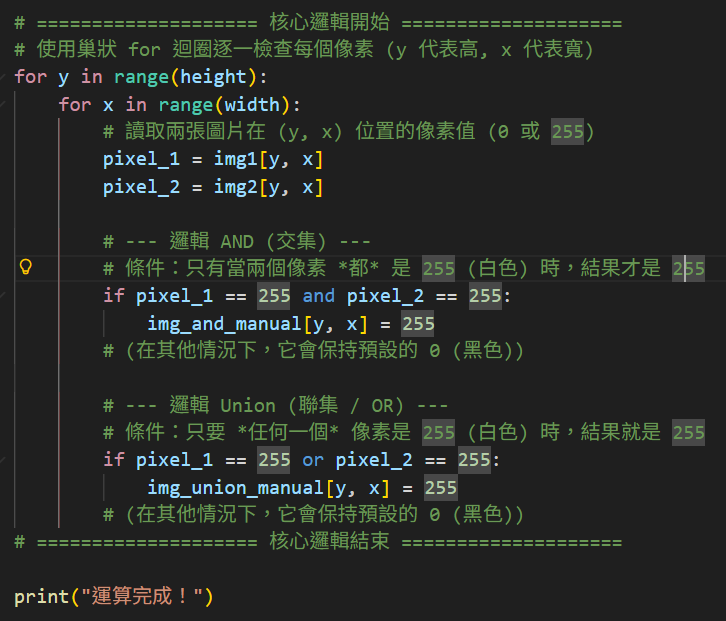 # ==================== 核心邏輯開始 ====================
# 使用巢狀 for 迴圈逐一檢查每個像素 (y 代表高, x 代表寬)
for y in range(height):
    for x in range(width):
        # 讀取兩張圖片在 (y, x) 位置的像素值 (0 或 255)
        pixel_1 = img1[y, x]
        pixel_2 = img2[y, x]

        # --- 邏輯 AND (交集) ---
        # 條件：只有當兩個像素 *都* 是 255 (白色) 時，結果才是 255
        if pixel_1 == 255 and pixel_2 == 255:
            img_and_manual[y, x] = 255
        # (在其他情況下，它會保持預設的 0 (黑色))

        # --- 邏輯 Union (聯集 / OR) ---
        # 條件：只要 *任何一個* 像素是 255 (白色) 時，結果就是 255
        if pixel_1 == 255 or pixel_2 == 255:
            img_union_manual[y, x] = 255
        # (在其他情況下，它會保持預設的 0 (黑色))
# ==================== 核心邏輯結束 ====================

print("運算完成！")